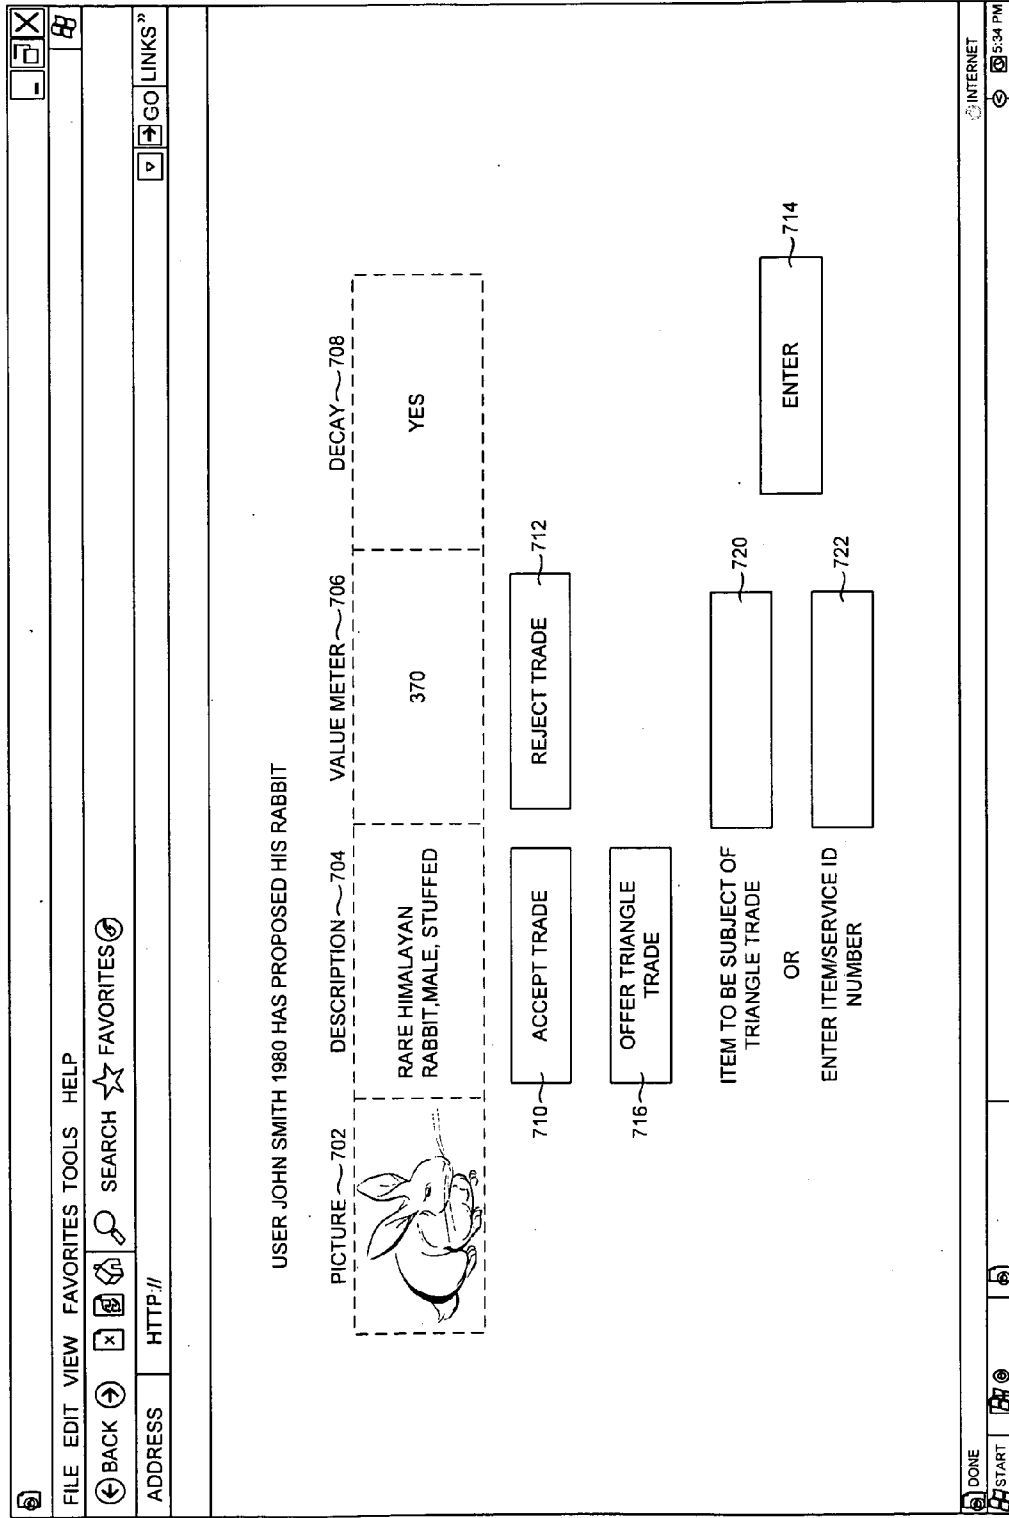 FILE EDIT VIEW FAVORITES TOOLS HELP
BACK SEARCH FAVORITES
ADDRESS HTTP:// GO LINKS"
USER JOHN SMITH 1980 HAS PROPOSED HIS RABBIT
PICTURE 702 DESCRIPTION 704 VALUE METER 706 DECAY 708
RARE HIMALAYAN
RABBIT,MALE, STUFFED
370
YES
710 ACCEPT TRADE REJECT TRADE 712
716 OFFER TRIANGLE
TRADE
ITEM TO BE SUBJECT OF
TRIANGLE TRADE
720
OR
ENTER ITEM/SERVICE ID
NUMBER
722
ENTER 714
DONE INTERNET
START 5:34 PM